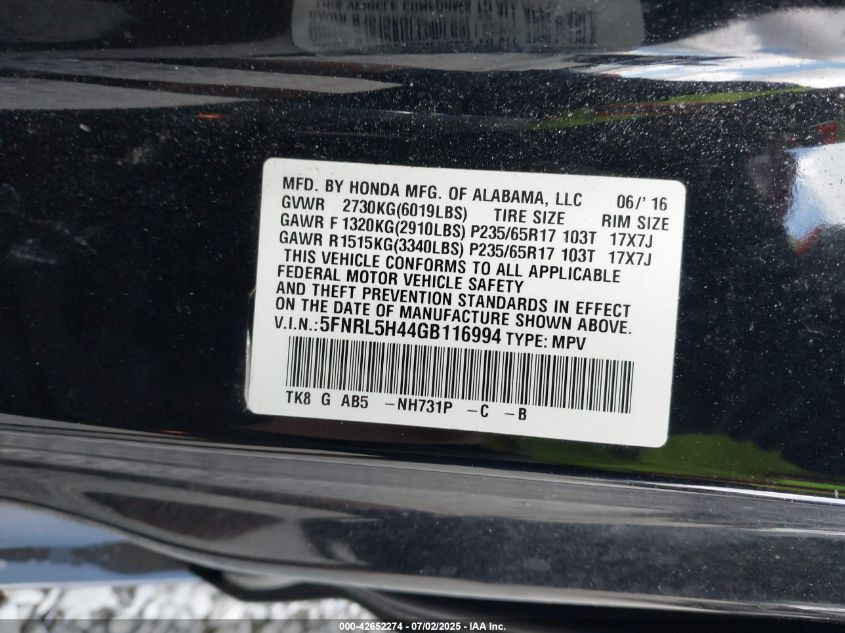 MFD. BY HONDA MFG. OF ALABAMA, LLC 06/' 16
GVWR 2730KG(6019LBS) TIRE SIZE RIM SIZE
GAWR F 1320KG(2910LBS) P235/65R17 103T 17X7J
GAWR R1515KG(3340LBS) P235/65R17 103T 17X7J
THIS VEHICLE CONFORMS TO ALL APPLICABLE
FEDERAL MOTOR VEHICLE SAFETY
AND THEFT PREVENTION STANDARDS IN EFFECT
ON THE DATE OF MANUFACTURE SHOWN ABOVE.
V.I.N.:5FNRL5H44GB116994 TYPE: MPV
TK8 G AB5 -NH731P -C -B
000-42652274 - 07/02/2025 - IAA Inc.